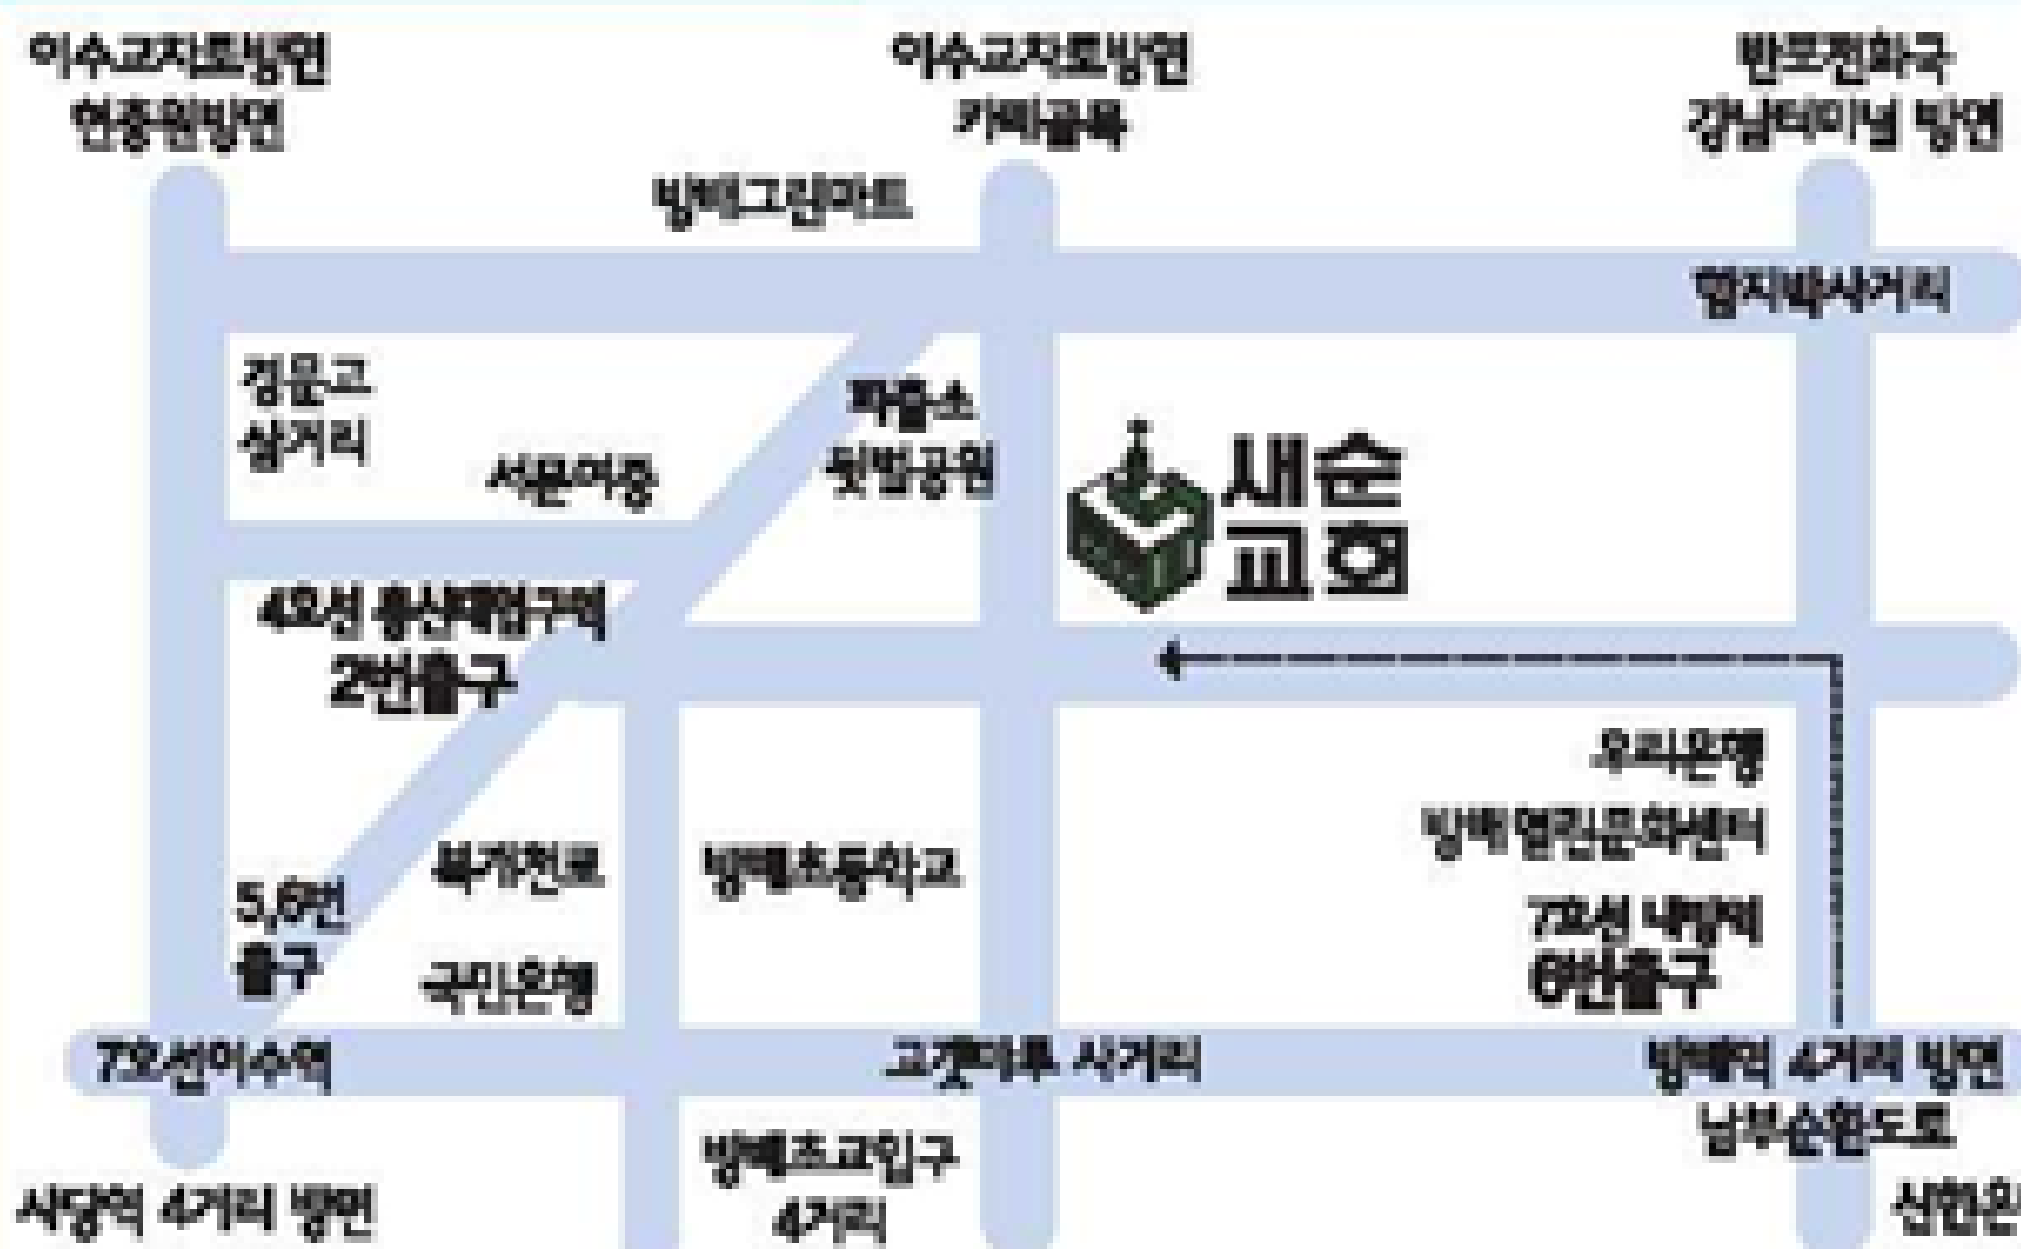 이수교차로방면
현충원방면
이수교차로방면
카페골목
반포전화국
강남터미널 방면
방배그린마트
함지박사거리
경문고
삼거리
파출소
뒷벌공원
서문여중
새순
교회
4호선 총신대입구역
2번출구
우리은행
방배열린문화센터
복개천로
방배초등학교
5,6번
출구
7호선 내방역
6번출구
국민은행
7호선이수역
고갯마루 사거리
방배역 4거리 방면
남부순환도로
방배초교입구
4거리
사당역 4거리 방면
신한은